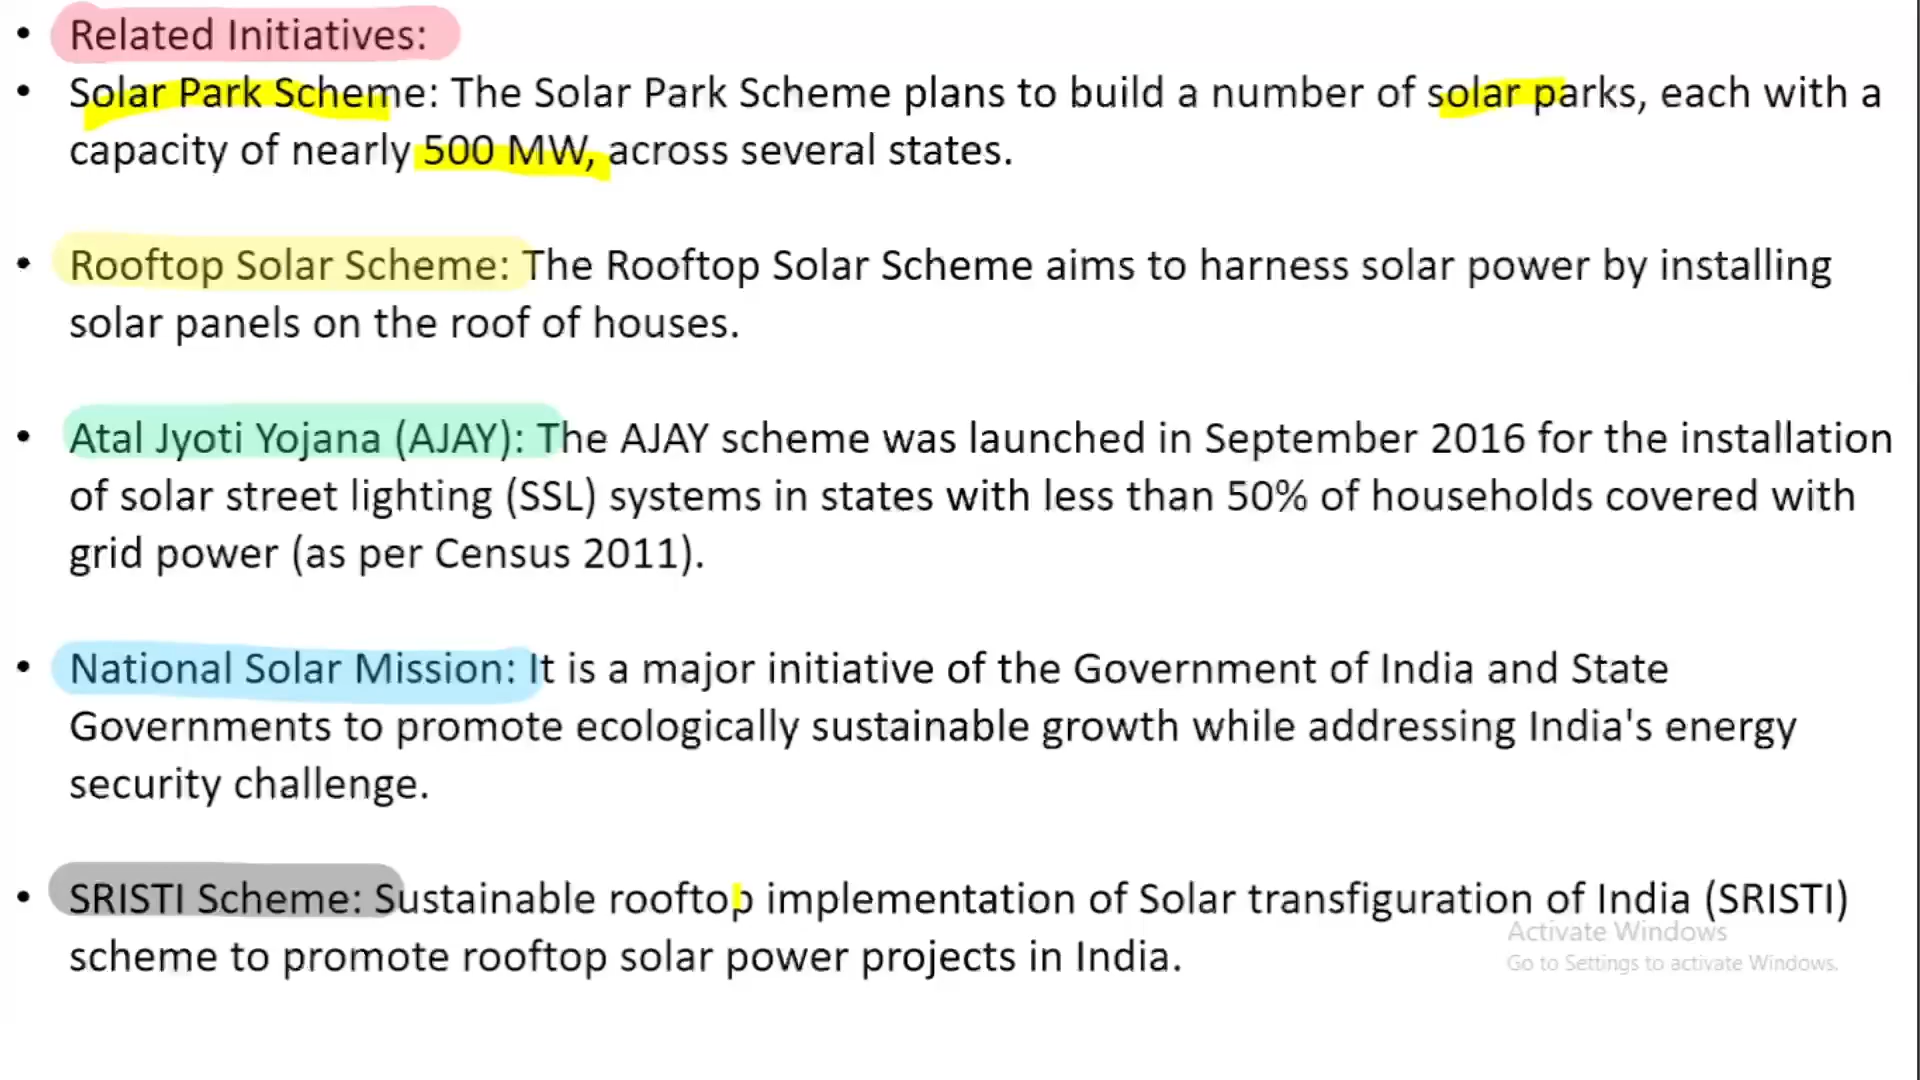 • Related Initiatives:
• Solar Park Scheme: The Solar Park Scheme plans to build a number of solar parks, each with a
capacity of nearly 500 MW, across several states.
• Rooftop Solar Scheme: The Rooftop Solar Scheme aims to harness solar power by installing
solar panels on the roof of houses.
• Atal Jyoti Yojana (AJAY): The AJAY scheme was launched in September 2016 for the installation
of solar street lighting (SSL) systems in states with less than 50% of households covered with
grid power (as per Census 2011).
• National Solar Mission: It is a major initiative of the Government of India and State
Governments to promote ecologically sustainable growth while addressing India's energy
security challenge.
• SRISTI Scheme: Sustainable rooftop implementation of Solar transfiguration of India (SRISTI)
scheme to promote rooftop solar power projects in India.
Activate Windows
Go to Settings to activate Windows.